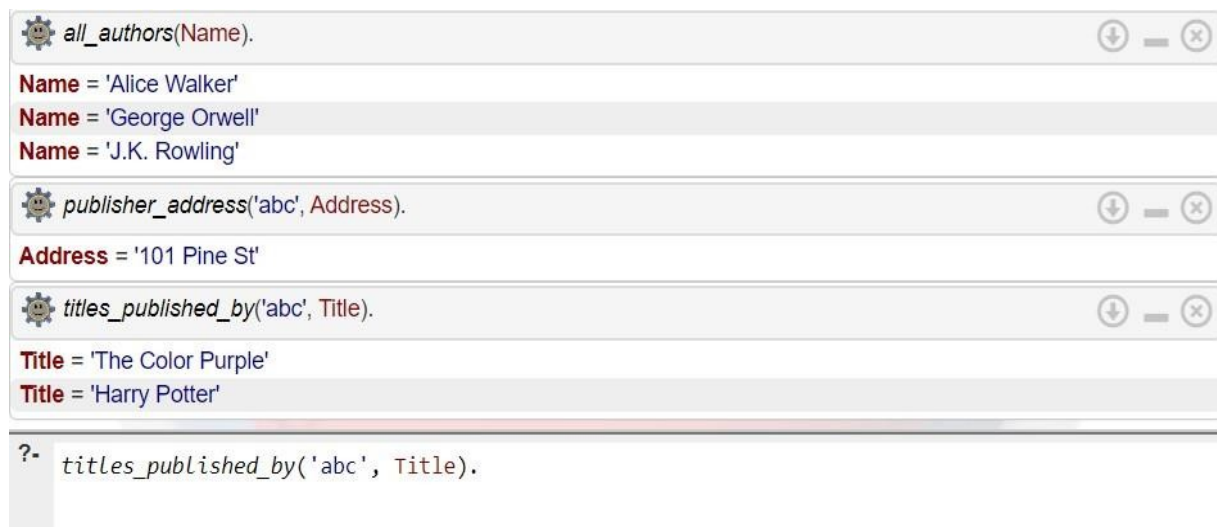 all_authors(Name).
Name = 'Alice Walker'
Name = 'George Orwell'
Name = 'J.K. Rowling'
publisher_address('abc', Address).
Address = '101 Pine St'
titles_published_by('abc', Title).
Title = 'The Color Purple'
Title = 'Harry Potter'
?- titles_published_by('abc', Title).